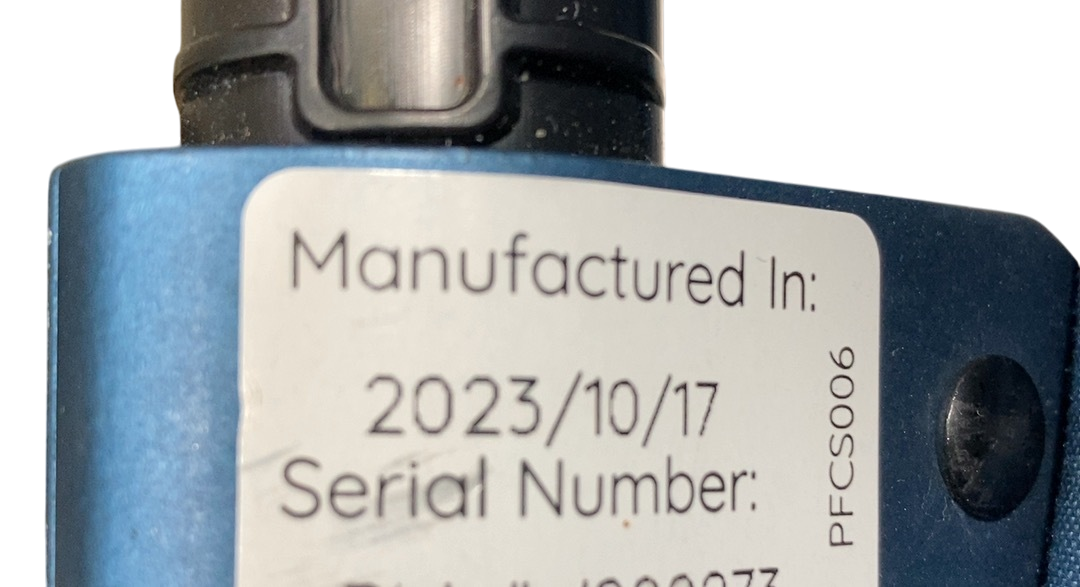 Manufactured In:
2023/10/17
Serial Number:
PFCS006